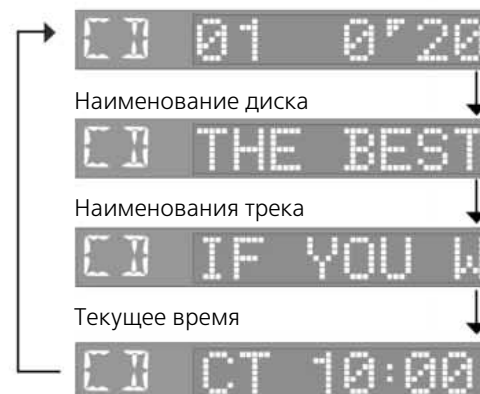 CD 01 0'20
Наименование диска
CD THE BEST
Наименования трека
CD IF YOU W
Текущее время
CD CT 10:00